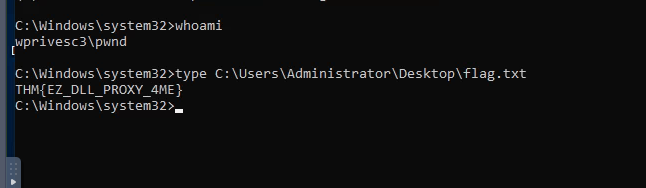 C:\Windows\system32>whoami
wprivesc3\pwnd
C:\Windows\system32>type C:\Users\Administrator\Desktop\flag.txt
THM{EZ_DLL_PROXY_4ME}
C:\Windows\system32>